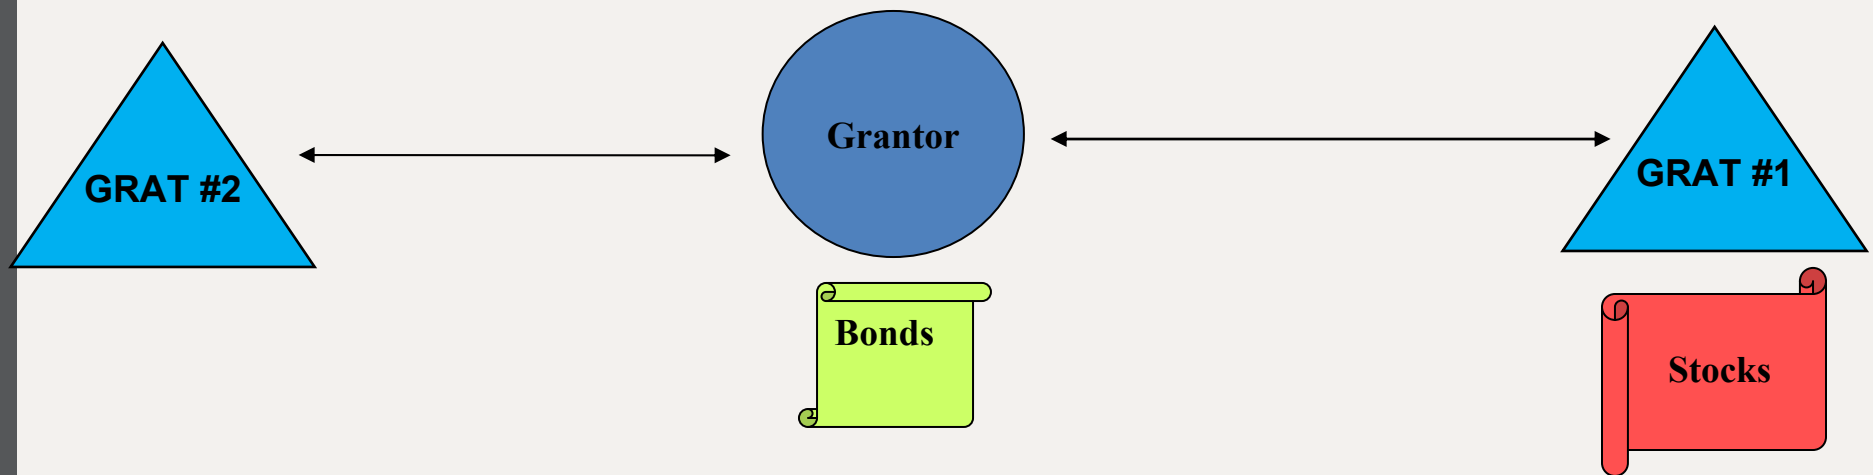 GRAT #2
Grantor
GRAT #1
Bonds
Stocks